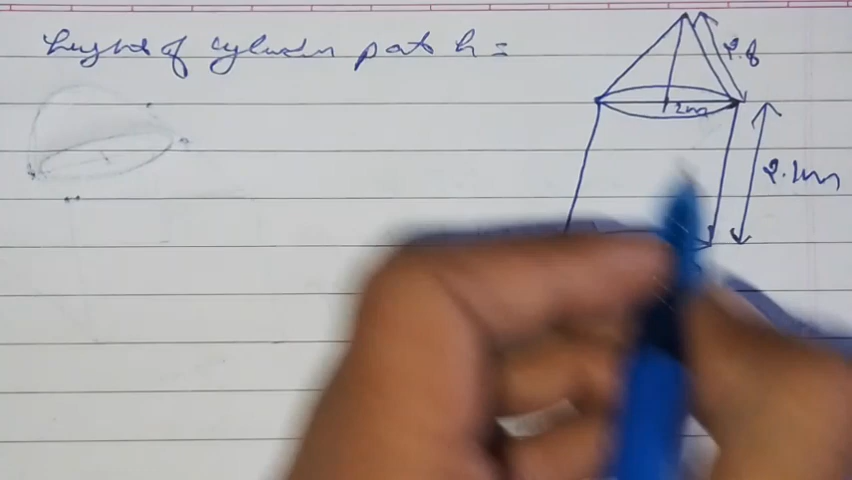 height of cylinder part h =
2.8
2m
2.1m